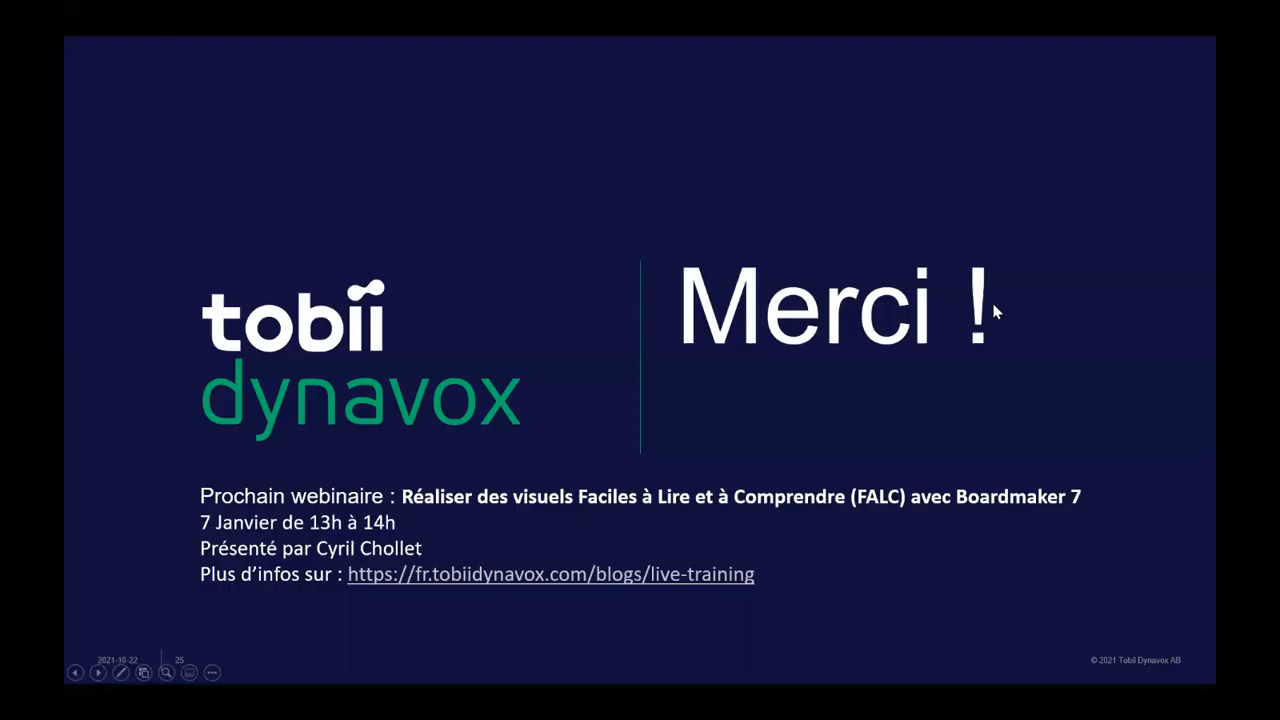 tobii
dynavox
Merci !
Prochain webinaire : Réaliser des visuels Faciles à Lire et à Comprendre (FALC) avec Boardmaker 7
7 Janvier de 13h à 14h
Présenté par Cyril Chollet
Plus d’infos sur : https://fr.tobiidynavox.com/blogs/live-training
2021-10-22
25
© 2021 Tobii Dynavox AB